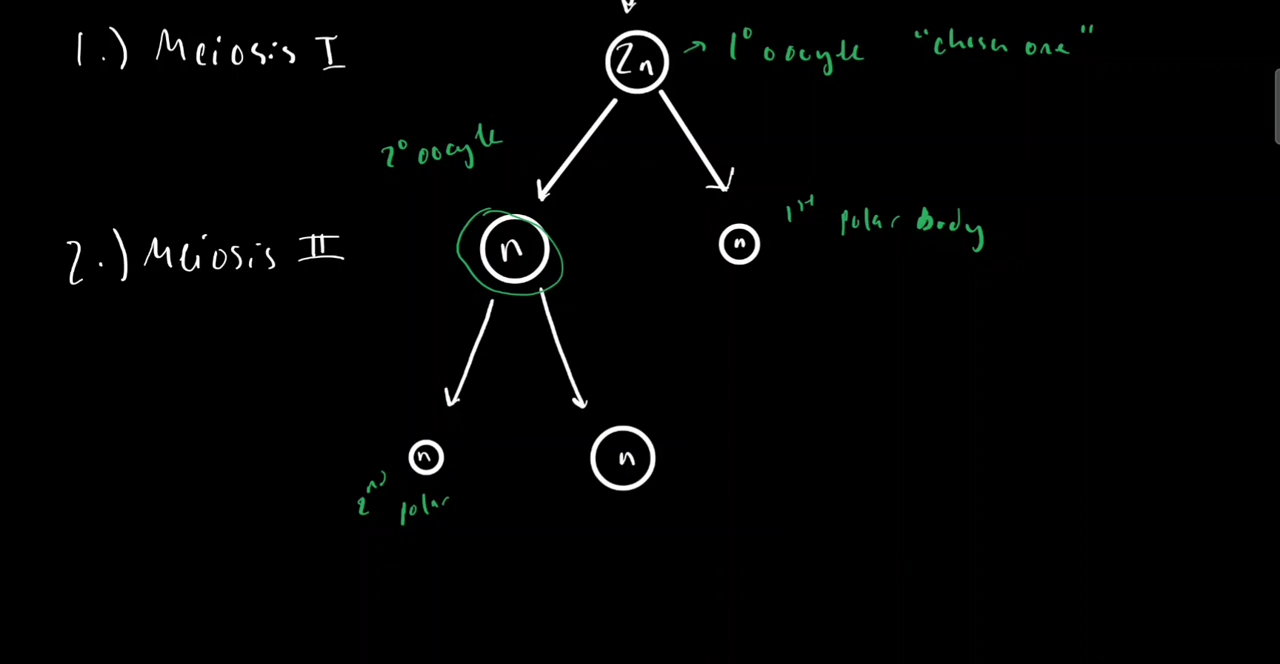 1.) Meiosis I
2n → 1° oocyte "chosen one"
2° oocyte
2.) Meiosis II
n
n
1st polar body
n
n
2nd polar